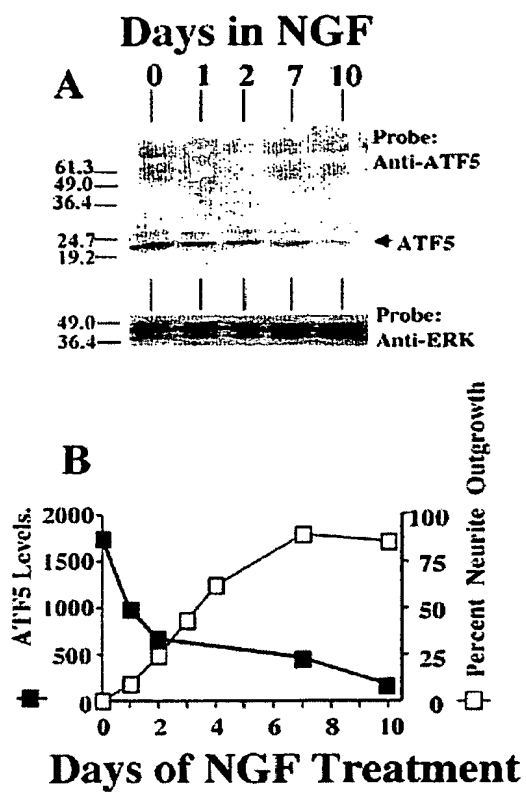 Days in NGF
A
0 1 2 7 10
Probe:
Anti-ATF5
61.3
49.0
36.4
24.7
19.2
ATF5
49.0
36.4
Probe:
Anti-ERK
B
ATF5 Levels.
2000
1500
1000
500
0
100
75
50
25
0
Percent Neurite Outgrowth
0 2 4 6 8 10
Days of NGF Treatment